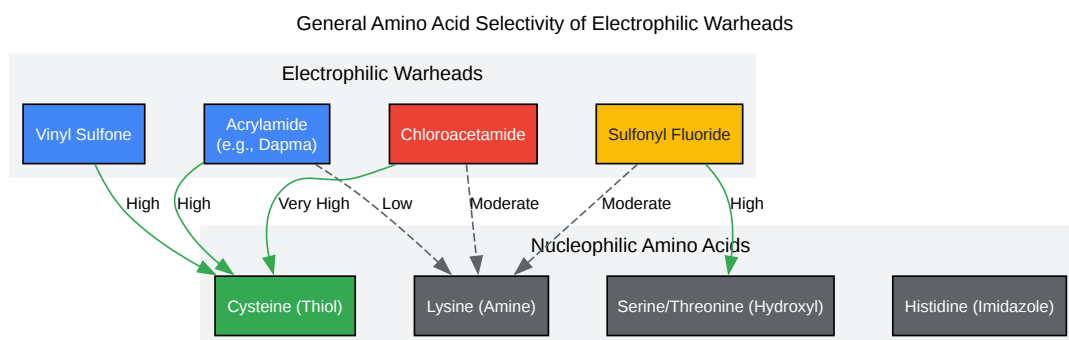 General Amino Acid Selectivity of Electrophilic Warheads
Electrophilic Warheads
Vinyl Sulfone
Acrylamide
(e.g., Dapma)
Chloroacetamide
Sulfonyl Fluoride
High
High
Very High
Low
Moderate
Moderate
High
Nucleophilic Amino Acids
Cysteine (Thiol)
Lysine (Amine)
Serine/Threonine (Hydroxyl)
Histidine (Imidazole)